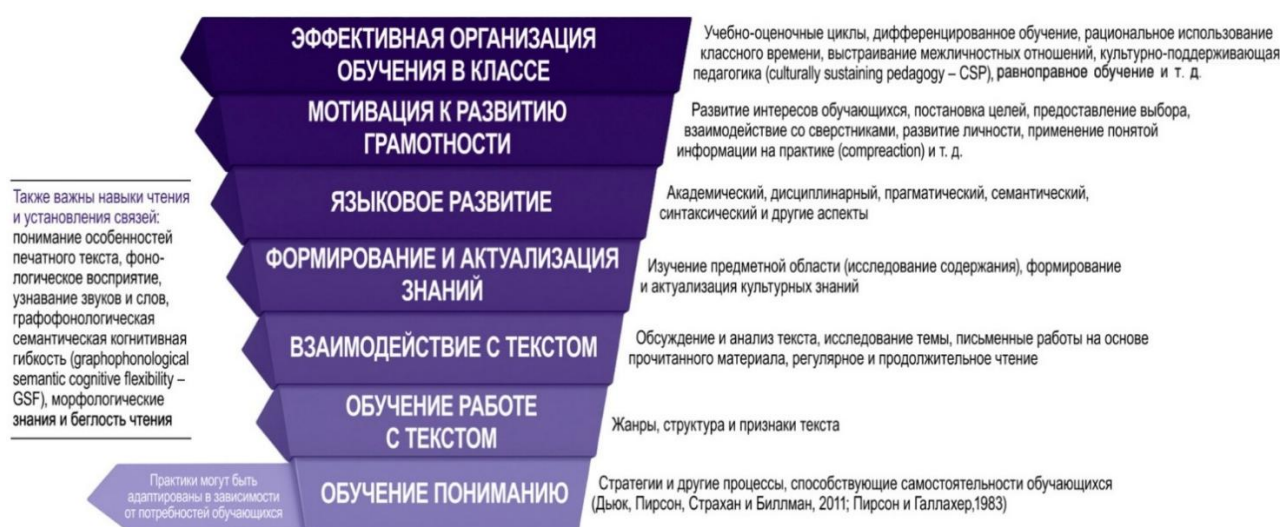 ЭФФЕКТИВНАЯ ОРГАНИЗАЦИЯ
ОБУЧЕНИЯ В КЛАССЕ
Учебно-оценочные циклы, дифференцированное обучение, рациональное использование
классного времени, выстраивание межличностных отношений, культурно-поддерживающая
педагогика (culturally sustaining pedagogy – CSP), равноправное обучение и т. д.
МОТИВАЦИЯ К РАЗВИТИЮ
ГРАМОТНОСТИ
Развитие интересов обучающихся, постановка целей, предоставление выбора,
взаимодействие со сверстниками, развитие личности, применение понятой
информации на практике (compreaction) и т. д.
Также важны навыки чтения
и установления связей:
понимание особенностей
печатного текста, фоно-
логическое восприятие,
узнавание звуков и слов,
графофонологическая
семантическая когнитивная
гибкость (graphophonological
semantic cognitive flexibility –
GSF), морфологические
знания и беглость чтения
ЯЗЫКОВОЕ РАЗВИТИЕ
Академический, дисциплинарный, прагматический, семантический,
синтаксический и другие аспекты
ФОРМИРОВАНИЕ И АКТУАЛИЗАЦИЯ
ЗНАНИЙ
Изучение предметной области (исследование содержания), формирование
и актуализация культурных знаний
ВЗАИМОДЕЙСТВИЕ С ТЕКСТОМ
Обсуждение и анализ текста, исследование темы, письменные работы на основе
прочитанного материала, регулярное и продолжительное чтение
ОБУЧЕНИЕ РАБОТЕ
С ТЕКСТОМ
Жанры, структура и признаки текста
Практики могут быть
адаптированы в зависимости
от потребностей обучающихся
ОБУЧЕНИЕ ПОНИМАНИЮ
Стратегии и другие процессы, способствующие самостоятельности обучающихся
(Дьюк, Пирсон, Страхан и Биллман, 2011; Пирсон и Галлахер,1983)